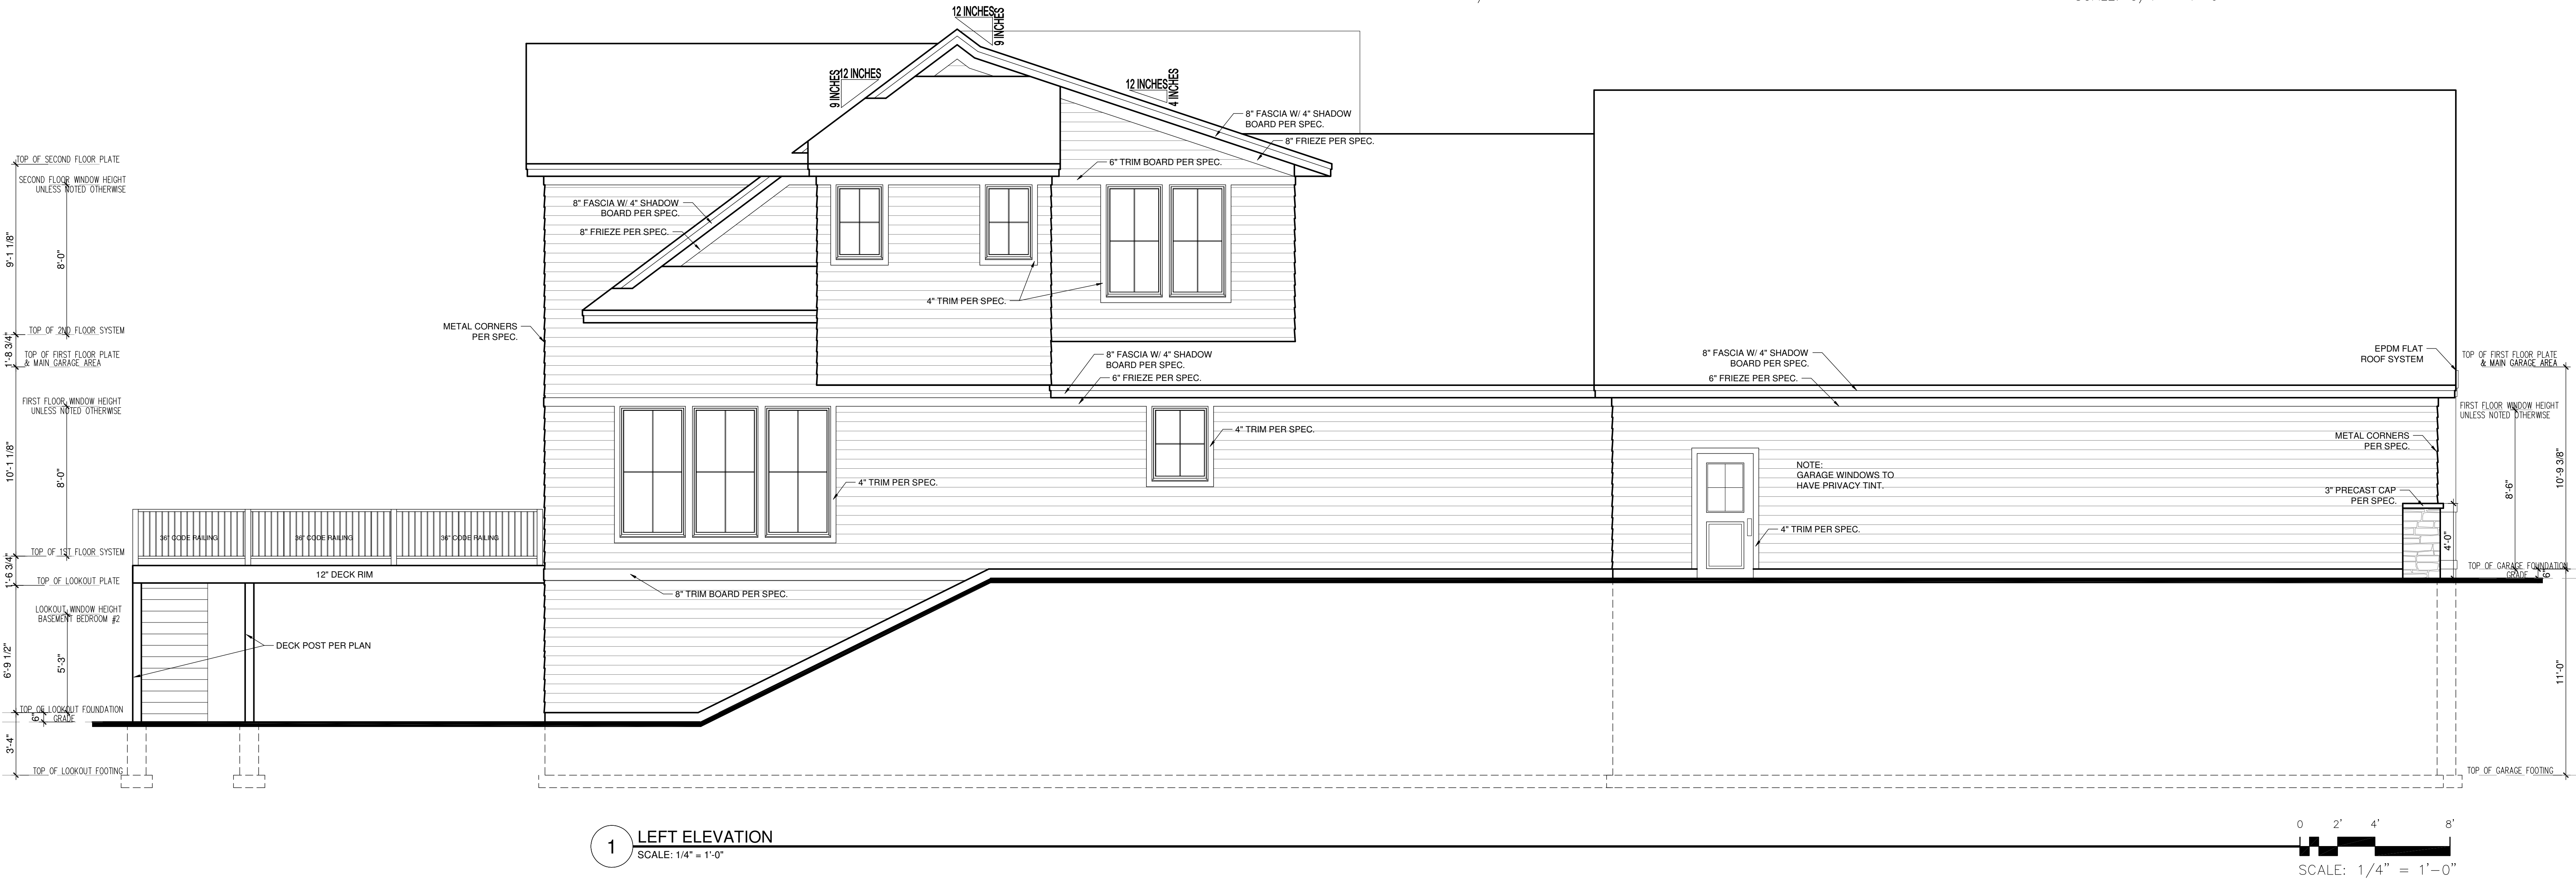 12 INCHES
9 INCHES
9 INCHES
12 INCHES
12 INCHES
4 INCHES
8" FASCIA W/ 4" SHADOW
BOARD PER SPEC.
8" FRIEZE PER SPEC.
6" TRIM BOARD PER SPEC.
TOP OF SECOND FLOOR PLATE
SECOND FLOOR WINDOW HEIGHT
UNLESS NOTED OTHERWISE
8" FASCIA W/ 4" SHADOW
BOARD PER SPEC.
8" FRIEZE PER SPEC.
9'-1 1/8"
8'-0"
4" TRIM PER SPEC.
METAL CORNERS
PER SPEC.
TOP OF 2ND FLOOR SYSTEM
1'-8 3/4"
TOP OF FIRST FLOOR PLATE
& MAIN GARAGE AREA
8" FASCIA W/ 4" SHADOW
BOARD PER SPEC.
6" FRIEZE PER SPEC.
8" FASCIA W/ 4" SHADOW
BOARD PER SPEC.
6" FRIEZE PER SPEC.
EPDM FLAT
ROOF SYSTEM
TOP OF FIRST FLOOR PLATE
& MAIN GARAGE AREA
FIRST FLOOR WINDOW HEIGHT
UNLESS NOTED OTHERWISE
FIRST FLOOR WINDOW HEIGHT
UNLESS NOTED OTHERWISE
4" TRIM PER SPEC.
METAL CORNERS
PER SPEC.
10'-1 1/8"
8'-0"
4" TRIM PER SPEC.
NOTE:
GARAGE WINDOWS TO
HAVE PRIVACY TINT.
3" PRECAST CAP
PER SPEC.
8'-6"
10'-9 3/8"
4" TRIM PER SPEC.
4'-0"
36" CODE RAILING
36" CODE RAILING
36" CODE RAILING
TOP OF 1ST FLOOR SYSTEM
1'-6 3/4"
12" DECK RIM
TOP OF LOOKOUT PLATE
TOP OF GARAGE FOUNDATION
GRADE
6"
8" TRIM BOARD PER SPEC.
LOOKOUT WINDOW HEIGHT
BASEMENT BEDROOM #2
DECK POST PER PLAN
6'-9 1/2"
5'-3"
11'-0"
TOP OF LOOKOUT FOUNDATION
GRADE
6"
3'-4"
TOP OF LOOKOUT FOOTING
TOP OF GARAGE FOOTING
1
LEFT ELEVATION
SCALE: 1/4" = 1'-0"
0 2' 4' 8'
SCALE: 1/4" = 1'-0"